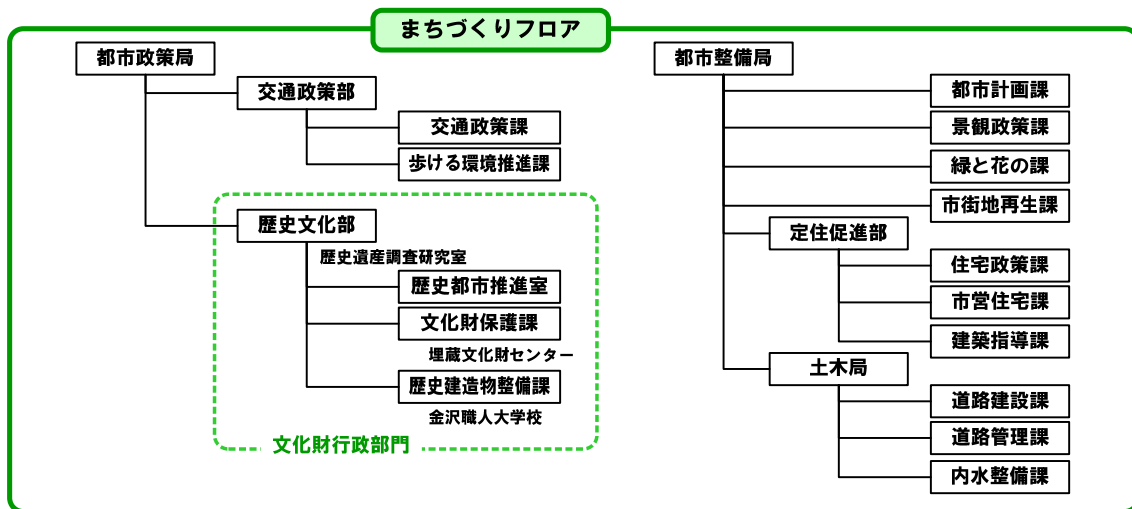 まちづくりフロア
都市政策局
交通政策部
交通政策課
歩ける環境推進課
歴史文化部
歴史遺産調査研究室
歴史都市推進室
文化財保護課
埋蔵文化財センター
歴史建造物整備課
金沢職人大学校
文化財行政部門
都市整備局
都市計画課
景観政策課
緑と花の課
市街地再生課
定住促進部
住宅政策課
市営住宅課
建築指導課
土木局
道路建設課
道路管理課
内水整備課